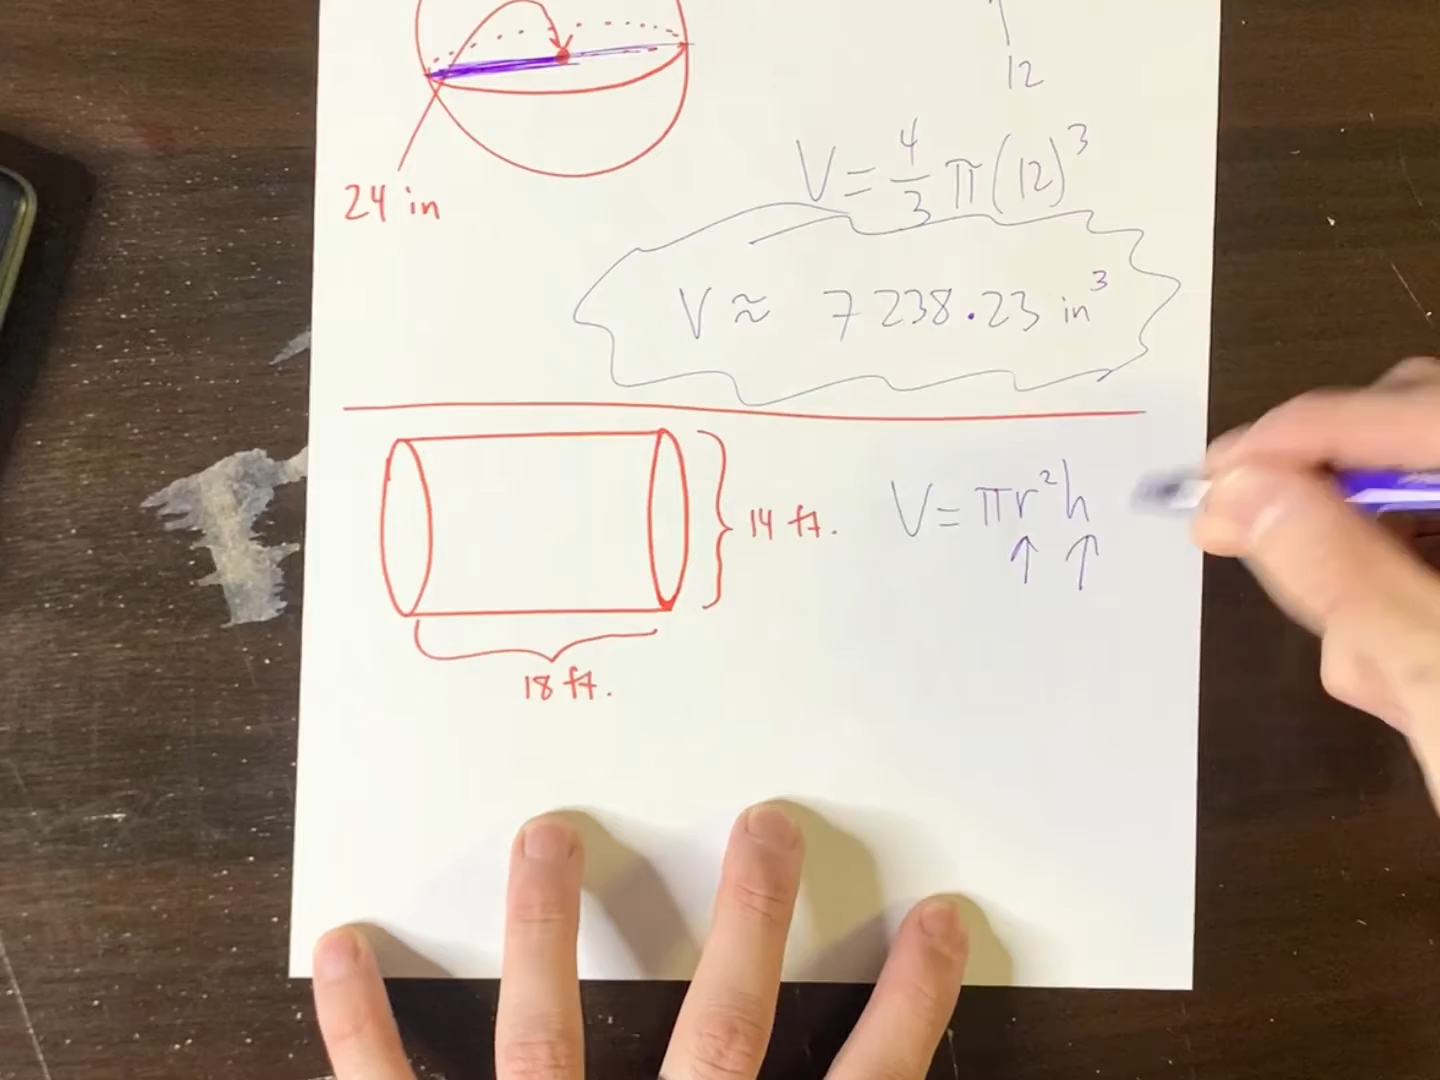 12
24 in
V = 4/3 π(12)³
V ≈ 7238.23 in³
14 ft.
V = πr²h
↑ ↑
18 ft.